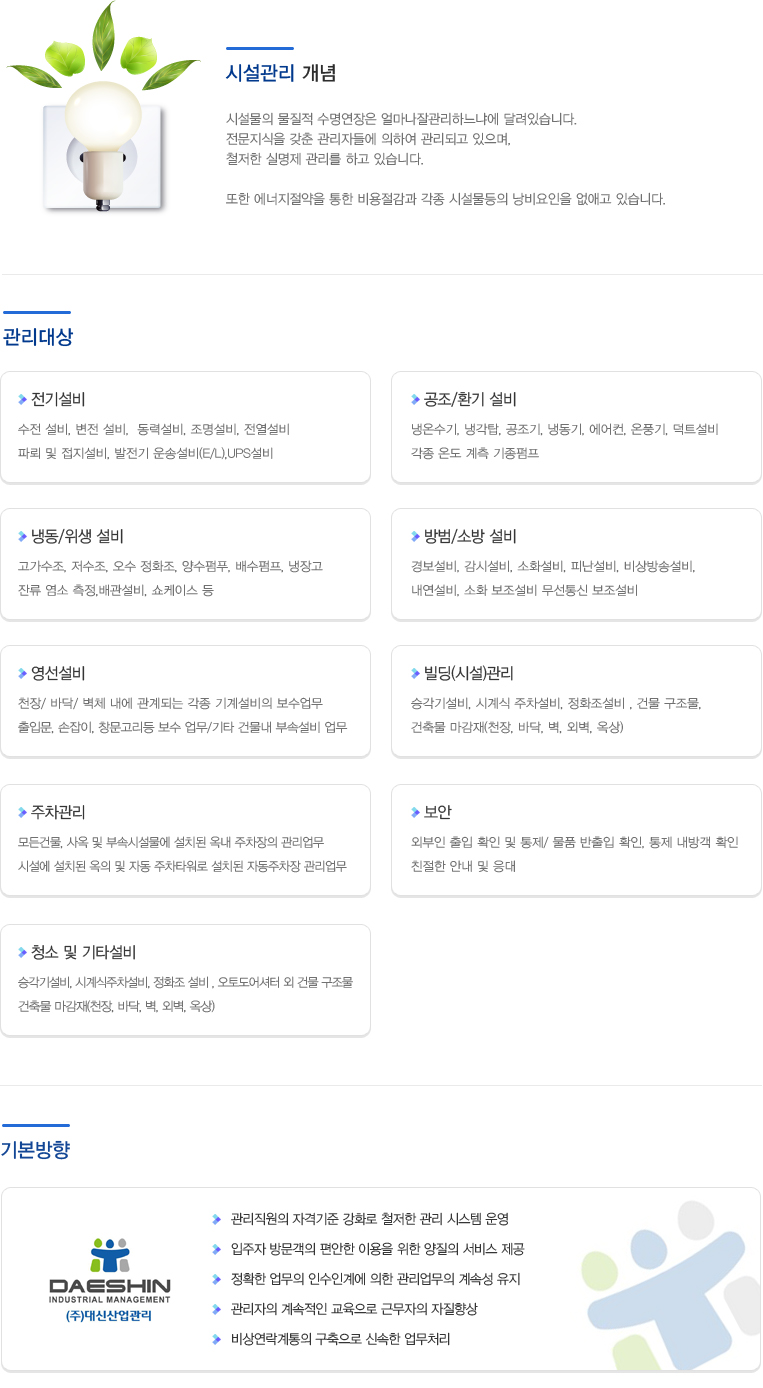 시설관리 개념
시설물의 물질적 수명연장은 얼마나잘관리하느냐에 달려있습니다.
전문지식을 갖춘 관리자들에 의하여 관리되고 있으며,
철저한 실명제 관리를 하고 있습니다.
또한 에너지절약을 통한 비용절감과 각종 시설물등의 낭비요인을 없애고 있습니다.
관리대상
전기설비
수전 설비, 변전 설비, 동력설비, 조명설비, 전열설비
파뢰 및 접지설비, 발전기 운송설비(E/L),UPS설비
공조/환기 설비
냉온수기, 냉각탑, 공조기, 냉동기, 에어컨, 온풍기, 덕트설비
각종 온도 계측 기종펌프
냉동/위생 설비
고가수조, 저수조, 오수 정화조, 양수펌푸, 배수펌프, 냉장고
잔류 염소 측정,배관설비, 쇼케이스 등
방범/소방 설비
경보설비, 감시설비, 소화설비, 피난설비, 비상방송설비,
내연설비, 소화 보조설비 무선통신 보조설비
영선설비
천장/ 바닥/ 벽체 내에 관계되는 각종 기계설비의 보수업무
출입문, 손잡이, 창문고리등 보수 업무/기타 건물내 부속설비 업무
빌딩(시설)관리
승각기설비, 시계식 주차설비, 정화조설비 , 건물 구조물,
건축물 마감재(천장, 바닥, 벽, 외벽, 옥상)
주차관리
모든건물, 사옥 및 부속시설물에 설치된 옥내 주차장의 관리업무
시설에 설치된 옥의 및 자동 주차타워로 설치된 자동주차장 관리업무
보안
외부인 출입 확인 및 통제/ 물품 반출입 확인, 통제 내방객 확인
친절한 안내 및 응대
청소 및 기타설비
승각기설비, 시계식주차설비, 정화조 설비 , 오토도어셔터 외 건물 구조물
건축물 마감재(천장, 바닥, 벽, 외벽, 옥상)
기본방향
관리직원의 자격기준 강화로 철저한 관리 시스템 운영
입주자 방문객의 편안한 이용을 위한 양질의 서비스 제공
정확한 업무의 인수인계에 의한 관리업무의 계속성 유지
관리자의 계속적인 교육으로 근무자의 자질향상
비상연락계통의 구축으로 신속한 업무처리
DAESHIN
INDUSTRIAL MANAGEMENT
(주)대신산업관리